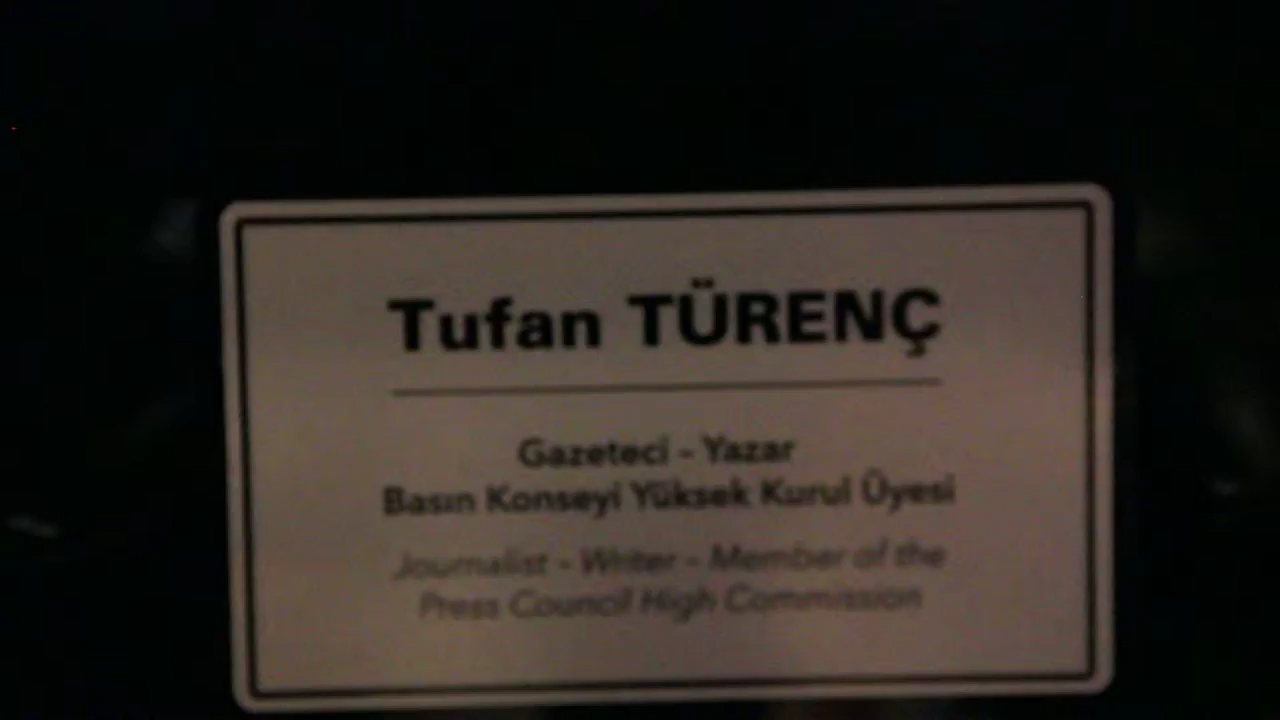 Tufan TÜRENÇ
Gazeteci - Yazar
Basın Konseyi Yüksek Kurul Üyesi
Journalist - Writer - Member of the
Press Council High Commission